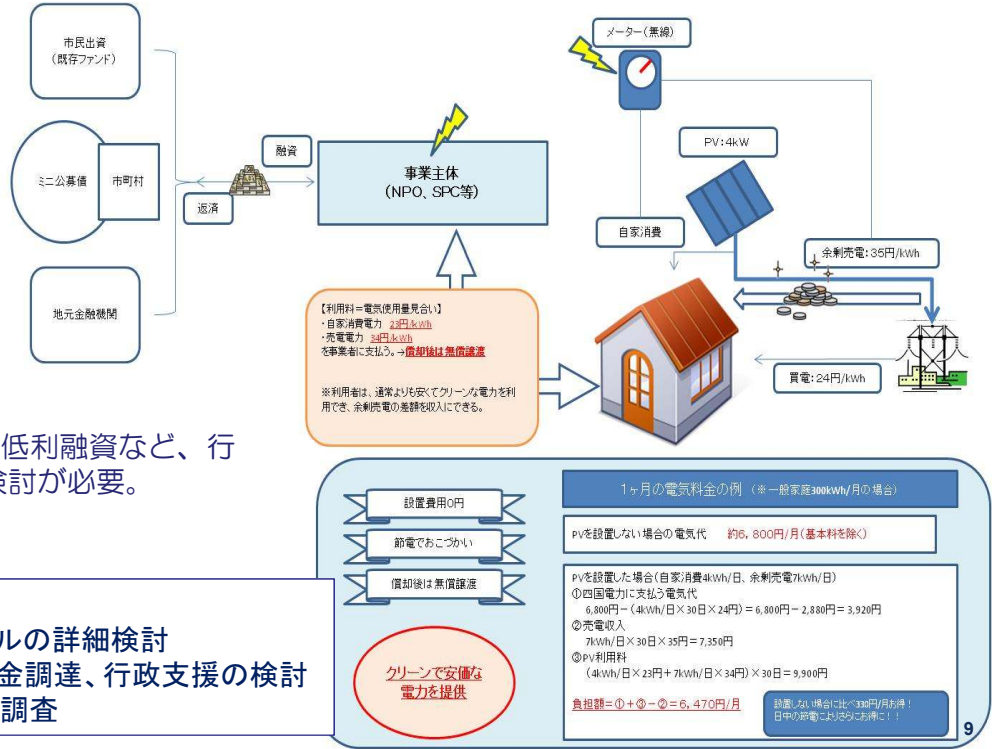 市民出資
(既存ファンド)
ミニ公募債
市町村
地元金融機関
融資
返済
事業主体
(NPO、SPC等)
メーター(無線)
PV:4kW
自家消費
余剰売電:35円/kWh
買電:24円/kWh
【利用料=電気使用量見合い】
・自家消費電力 23円/kWh
・売電電力 34円/kWh
を事業者に支払う。→償却後は無償譲渡
※利用者は、通常よりも安くてクリーンな電力を利
用でき、余剰売電の差額を収入にできる。
低利融資など、行
検討が必要。
ルの詳細検討
金調達、行政支援の検討
調査
設置費用0円
節電でおこづかい
償却後は無償譲渡
クリーンで安価な
電力を提供
1ヶ月の電気料金の例 (※一般家庭300kWh/月の場合)
PVを設置しない場合の電気代 約6,800円/月(基本料を除く)
PVを設置した場合(自家消費4kWh/日、余剰売電7kWh/日)
①四国電力に支払う電気代
6,800円-(4kWh/日×30日×24円)=6,800円-2,880円=3,920円
②売電収入
7kWh/日×30日×35円=7,350円
③PV利用料
(4kWh/日×23円+7kWh/日×34円)×30日=9,900円
負担額=①+③-②=6,470円/月
設置しない場合に比べ330円/月お得!
日中の節電によりさらにお得に!!
9